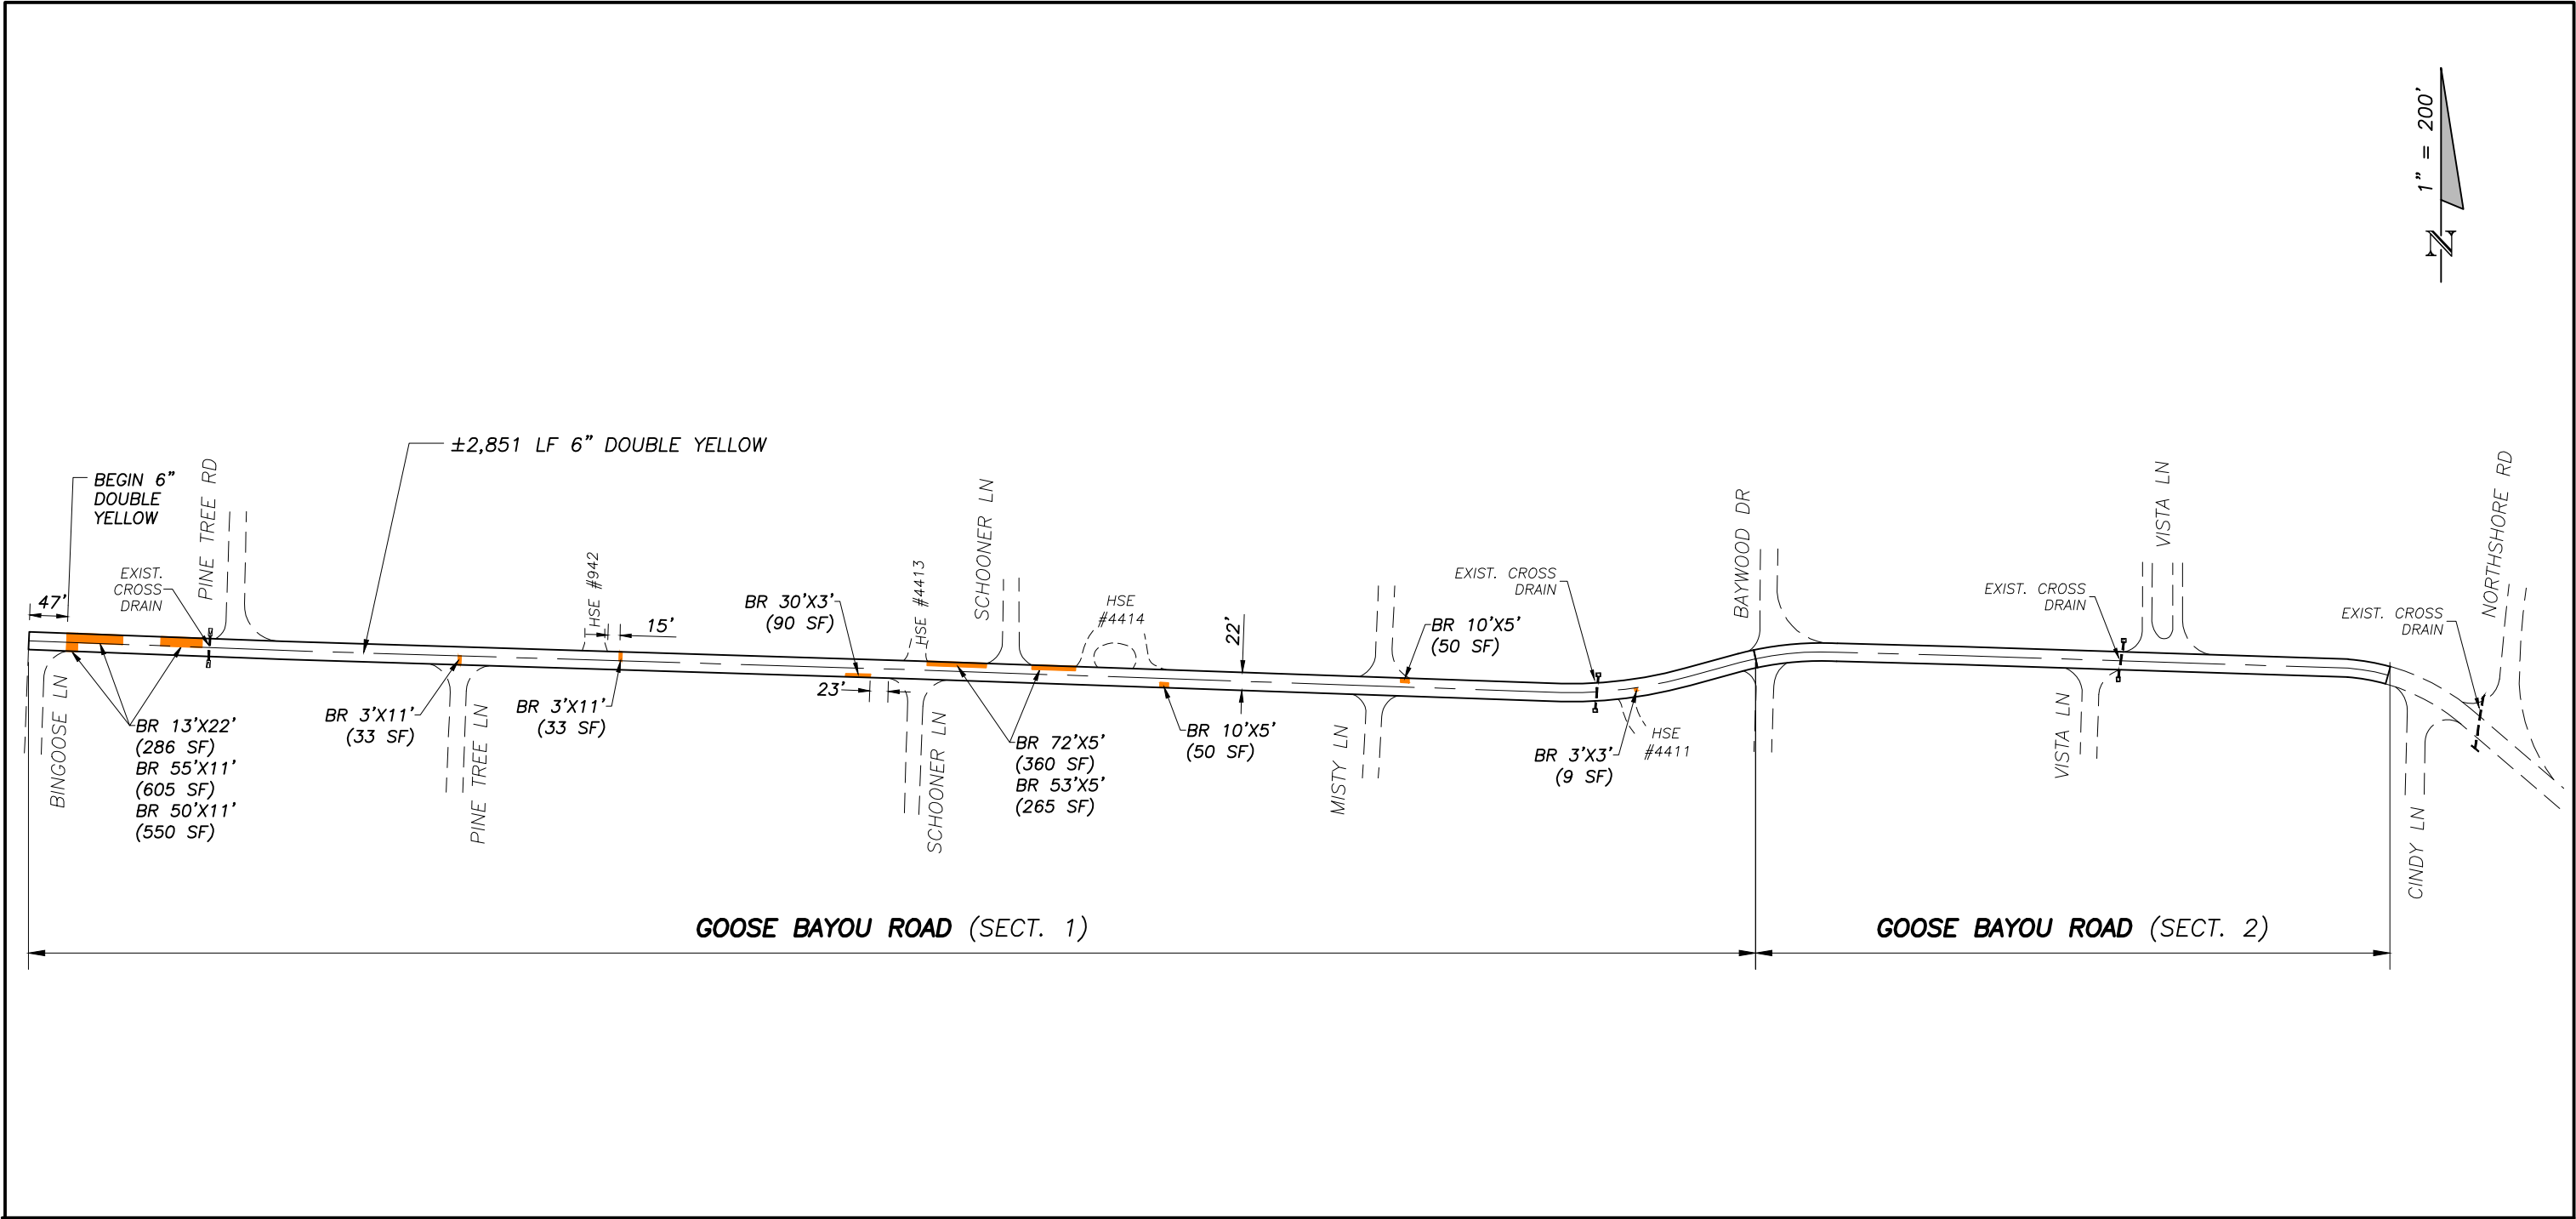 1" = 200'
N
±2,851 LF 6" DOUBLE YELLOW
BEGIN 6"
DOUBLE
YELLOW
PINE TREE RD
EXIST.
CROSS
DRAIN
47'
BINGOOSE LN
BR 13'X22'
(286 SF)
BR 55'X11'
(605 SF)
BR 50'X11'
(550 SF)
BR 3'X11'
(33 SF)
PINE TREE LN
HSE #942
15'
BR 3'X11'
(33 SF)
BR 30'X3'
(90 SF)
23'
HSE #4413
SCHOONER LN
SCHOONER LN
HSE
#4414
BR 72'X5'
(360 SF)
BR 53'X5'
(265 SF)
BR 10'X5'
(50 SF)
22'
MISTY LN
BR 10'X5'
(50 SF)
EXIST. CROSS
DRAIN
BR 3'X3'
(9 SF)
HSE
#4411
BAYWOOD DR
EXIST. CROSS
DRAIN
VISTA LN
VISTA LN
EXIST. CROSS
DRAIN
NORTHSHORE RD
CINDY LN
GOOSE BAYOU ROAD (SECT. 1)
GOOSE BAYOU ROAD (SECT. 2)